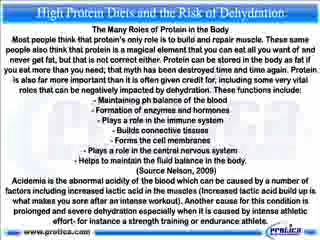 High Protein Diets and the Risk of Dehydration
The Many Roles of Protein in the Body
Most people think that protein's only role is to build and repair muscle. These same
people also think that protein is a magical element that you can eat all you want of and
never get fat, but that is not correct either. Protein can be stored in the body as fat if
you eat more than you need; that myth has been destroyed time and time again. Protein
is also far more important than it is often given credit for, including some very vital
roles that can be negatively impacted by dehydration. These functions include:
- Maintaining ph balance of the blood
- Formation of enzymes and hormones
- Plays a role in the immune system
- Builds connective tissues
- Forms the cell membranes
- Plays a role in the central nervous system
- Helps to maintain the fluid balance in the body.
(Source Nelson, 2009)
Acidemia is the abnormal acidity of the blood which can be caused by a number of
factors including increased lactic acid in the muscles (Increased lactic acid build up is
what makes you sore after an intense workout). Another cause for this condition is
prolonged and severe dehydration especially when it is caused by intense athletic
effort- for instance a strength training or endurance athlete.
www.protica.com
protica